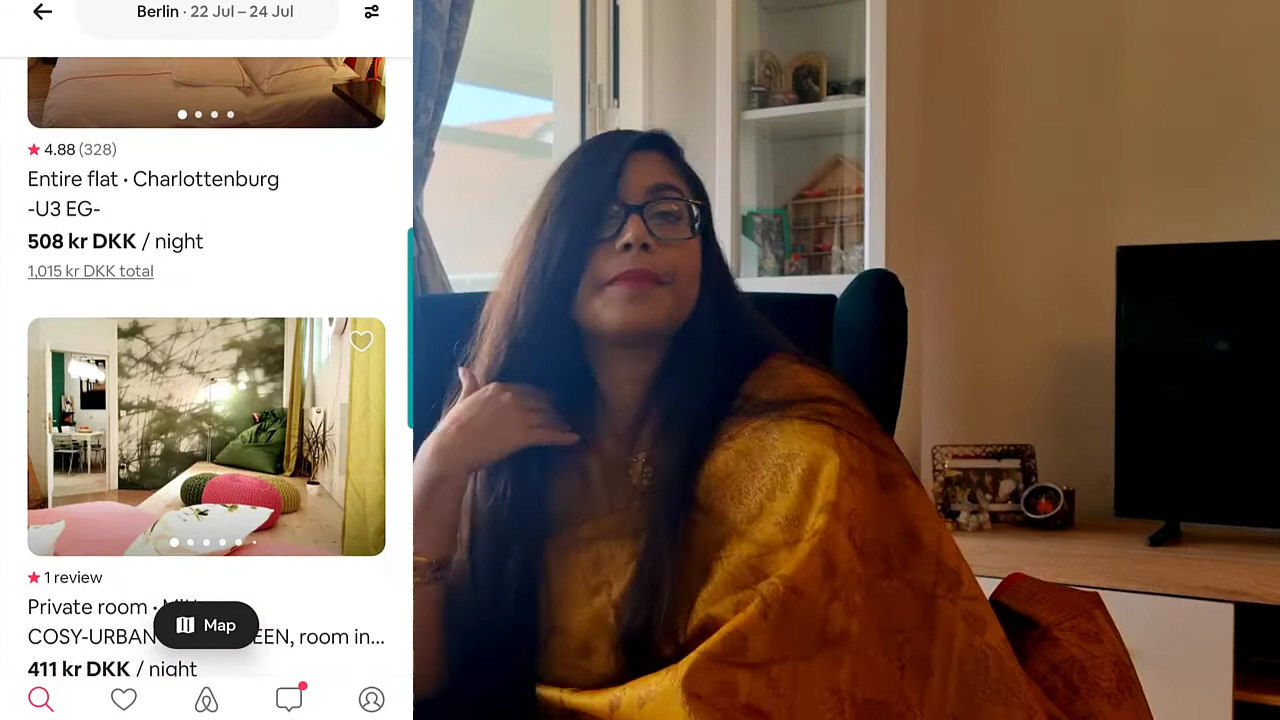 Berlin · 22 Jul – 24 Jul
4.88 (328)
Entire flat · Charlottenburg
-U3 EG-
508 kr DKK / night
1,015 kr DKK total
1 review
Private room ·
COSY-URBAN EEN, room in...
Map
411 kr DKK / night